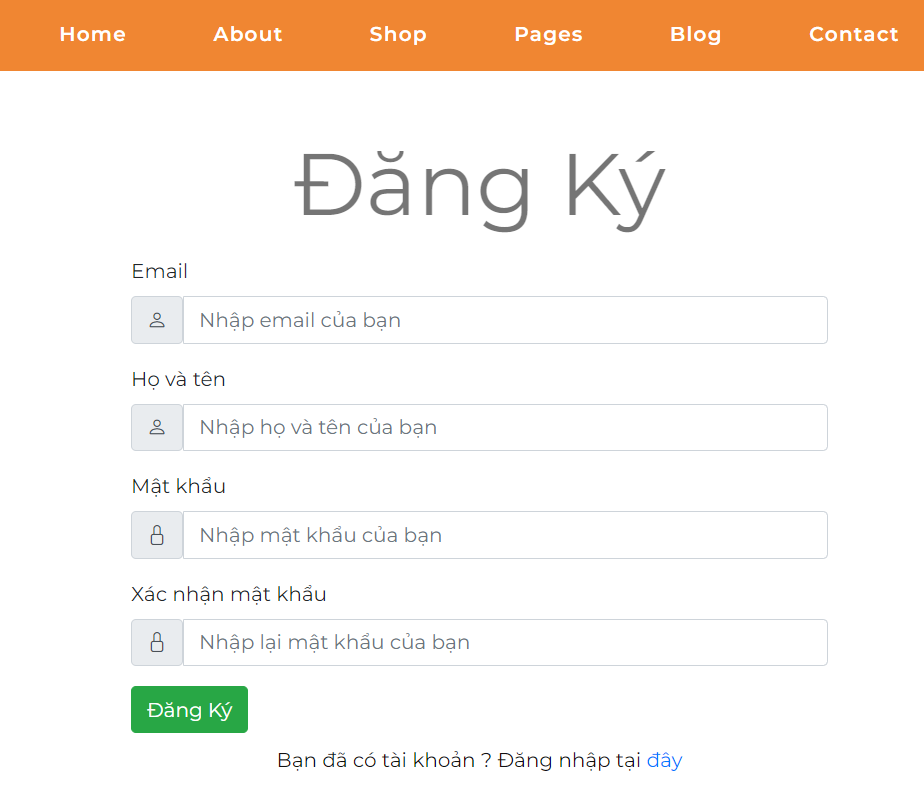 Home About Shop Pages Blog Contact
Đăng Ký
Email
Nhập email của bạn
Họ và tên
Nhập họ và tên của bạn
Mật khẩu
Nhập mật khẩu của bạn
Xác nhận mật khẩu
Nhập lại mật khẩu của bạn
Đăng Ký
Bạn đã có tài khoản ? Đăng nhập tại đây